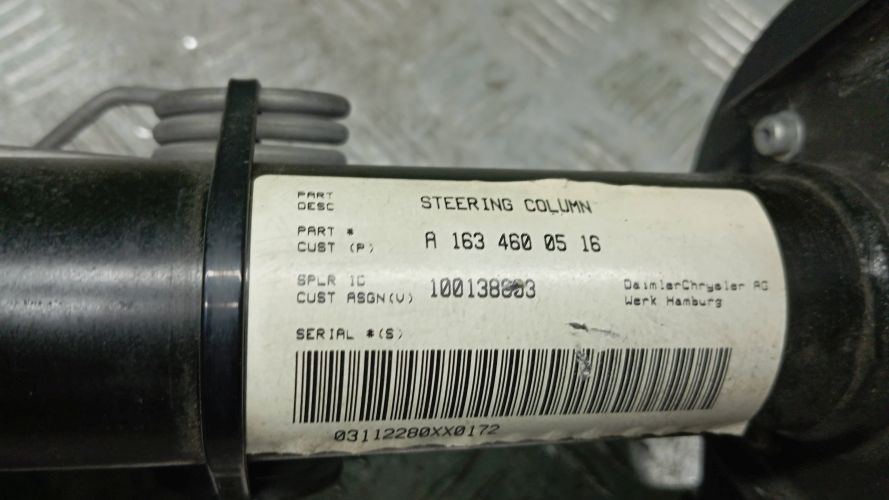 PART
DESC
STEERING COLUMN
PART #
CUST (P)
A 163 460 05 16
SPLR ID
CUST ASGN(V)
100138803
DaimlerChrysler AG
Werk Hamburg
SERIAL #(S)
03112280XX0172